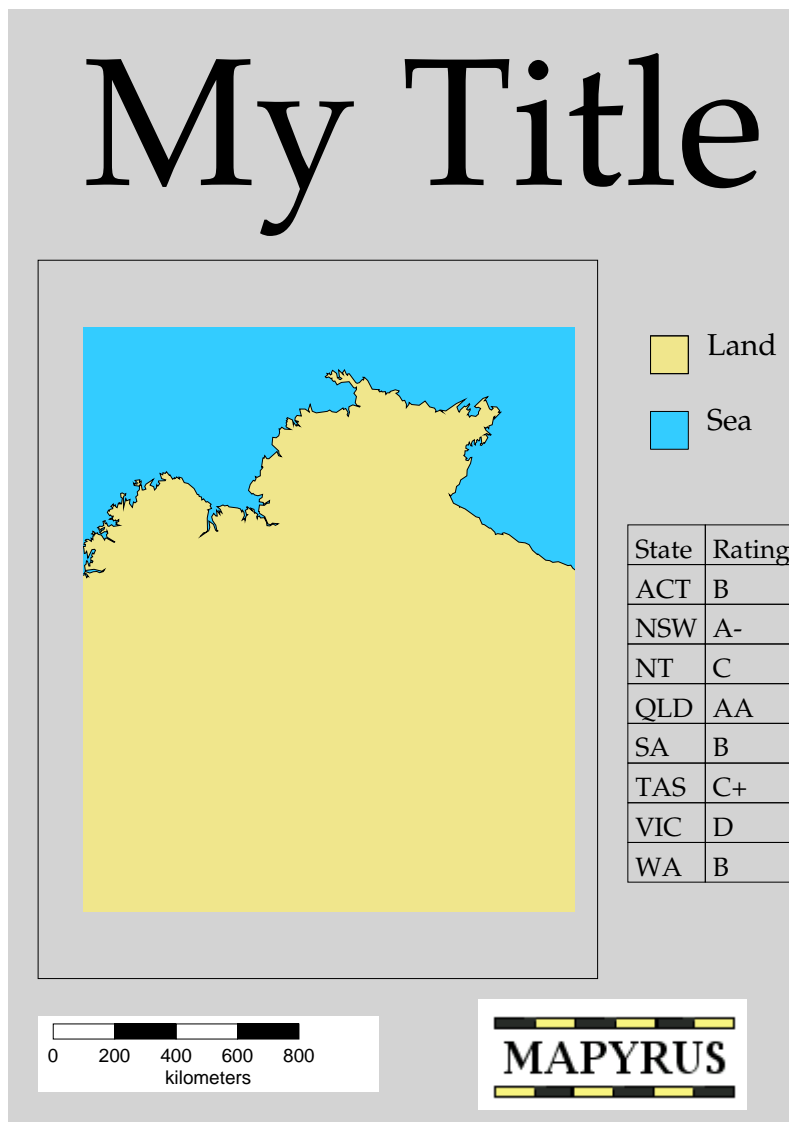 My Title
Land
Sea
State Rating
ACT B
NSW A-
NT C
QLD AA
SA B
TAS C+
VIC D
WA B
0 200 400 600 800
kilometers
MAPYRUS